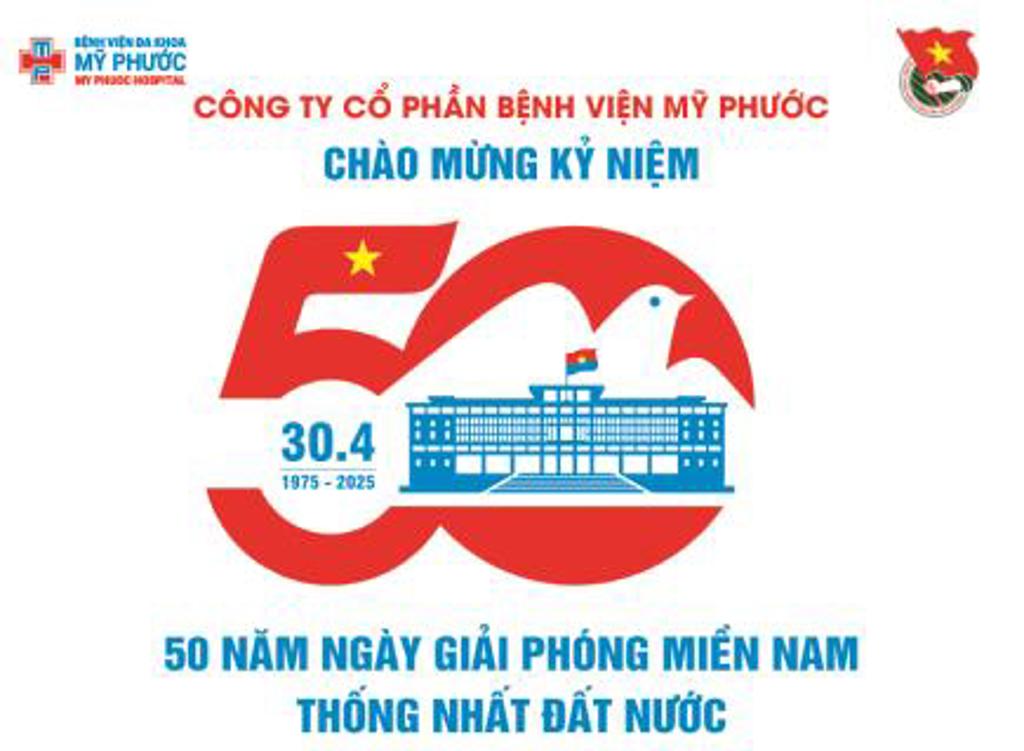 BỆNH VIỆN ĐA KHOA
MỸ PHƯỚC
MY PHUOC HOSPITAL
CÔNG TY CỔ PHẦN BỆNH VIỆN MỸ PHƯỚC
CHÀO MỪNG KỶ NIỆM
50
30.4
1975 - 2025
50 NĂM NGÀY GIẢI PHÓNG MIỀN NAM
THỐNG NHẤT ĐẤT NƯỚC